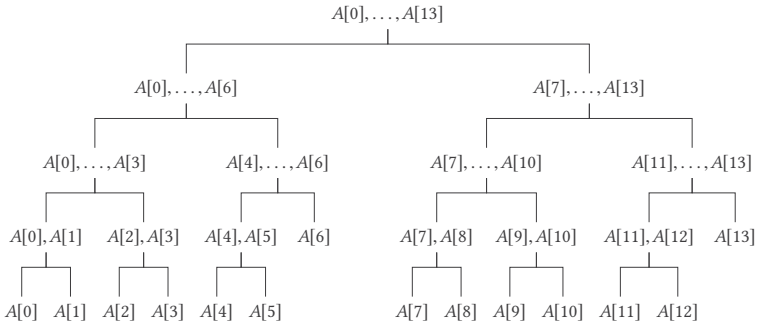 A[0], . . . , A[13]
A[0], . . . , A[6] A[7], . . . , A[13]
A[0], . . . , A[3] A[4], . . . , A[6] A[7], . . . , A[10] A[11], . . . , A[13]
A[0], A[1] A[2], A[3] A[4], A[5] A[6] A[7], A[8] A[9], A[10] A[11], A[12] A[13]
A[0] A[1] A[2] A[3] A[4] A[5] A[7] A[8] A[9] A[10] A[11] A[12]